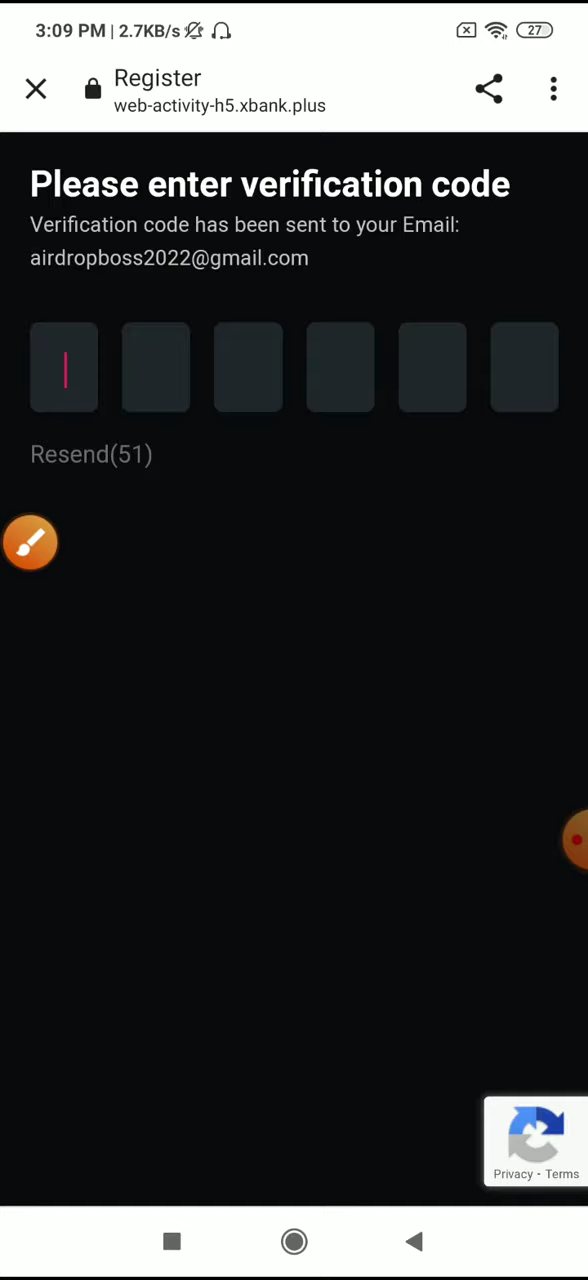 3:09 PM | 2.7KB/s
27
Register
web-activity-h5.xbank.plus
Please enter verification code
Verification code has been sent to your Email:
airdropboss2022@gmail.com
Resend(51)
Privacy - Terms